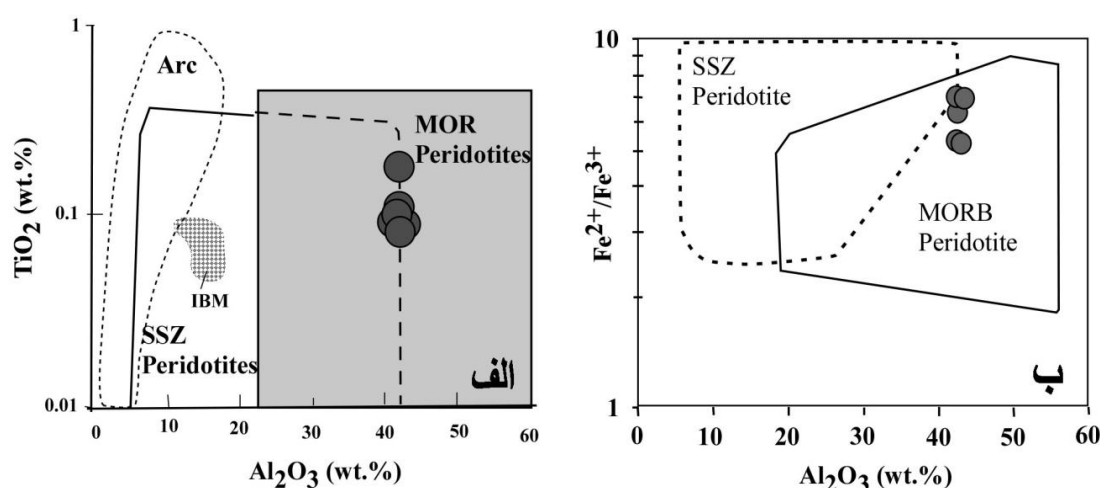 1
0.1
0.01
TiO2 (wt.%)
Arc
MOR
Peridotites
IBM
SSZ
Peridotites
الف
0 10 20 30 40 50 60
Al2O3 (wt.%)
10
1
Fe2+/Fe3+
SSZ
Peridotite
MORB
Peridotite
ب
0 10 20 30 40 50 60
Al2O3 (wt.%)